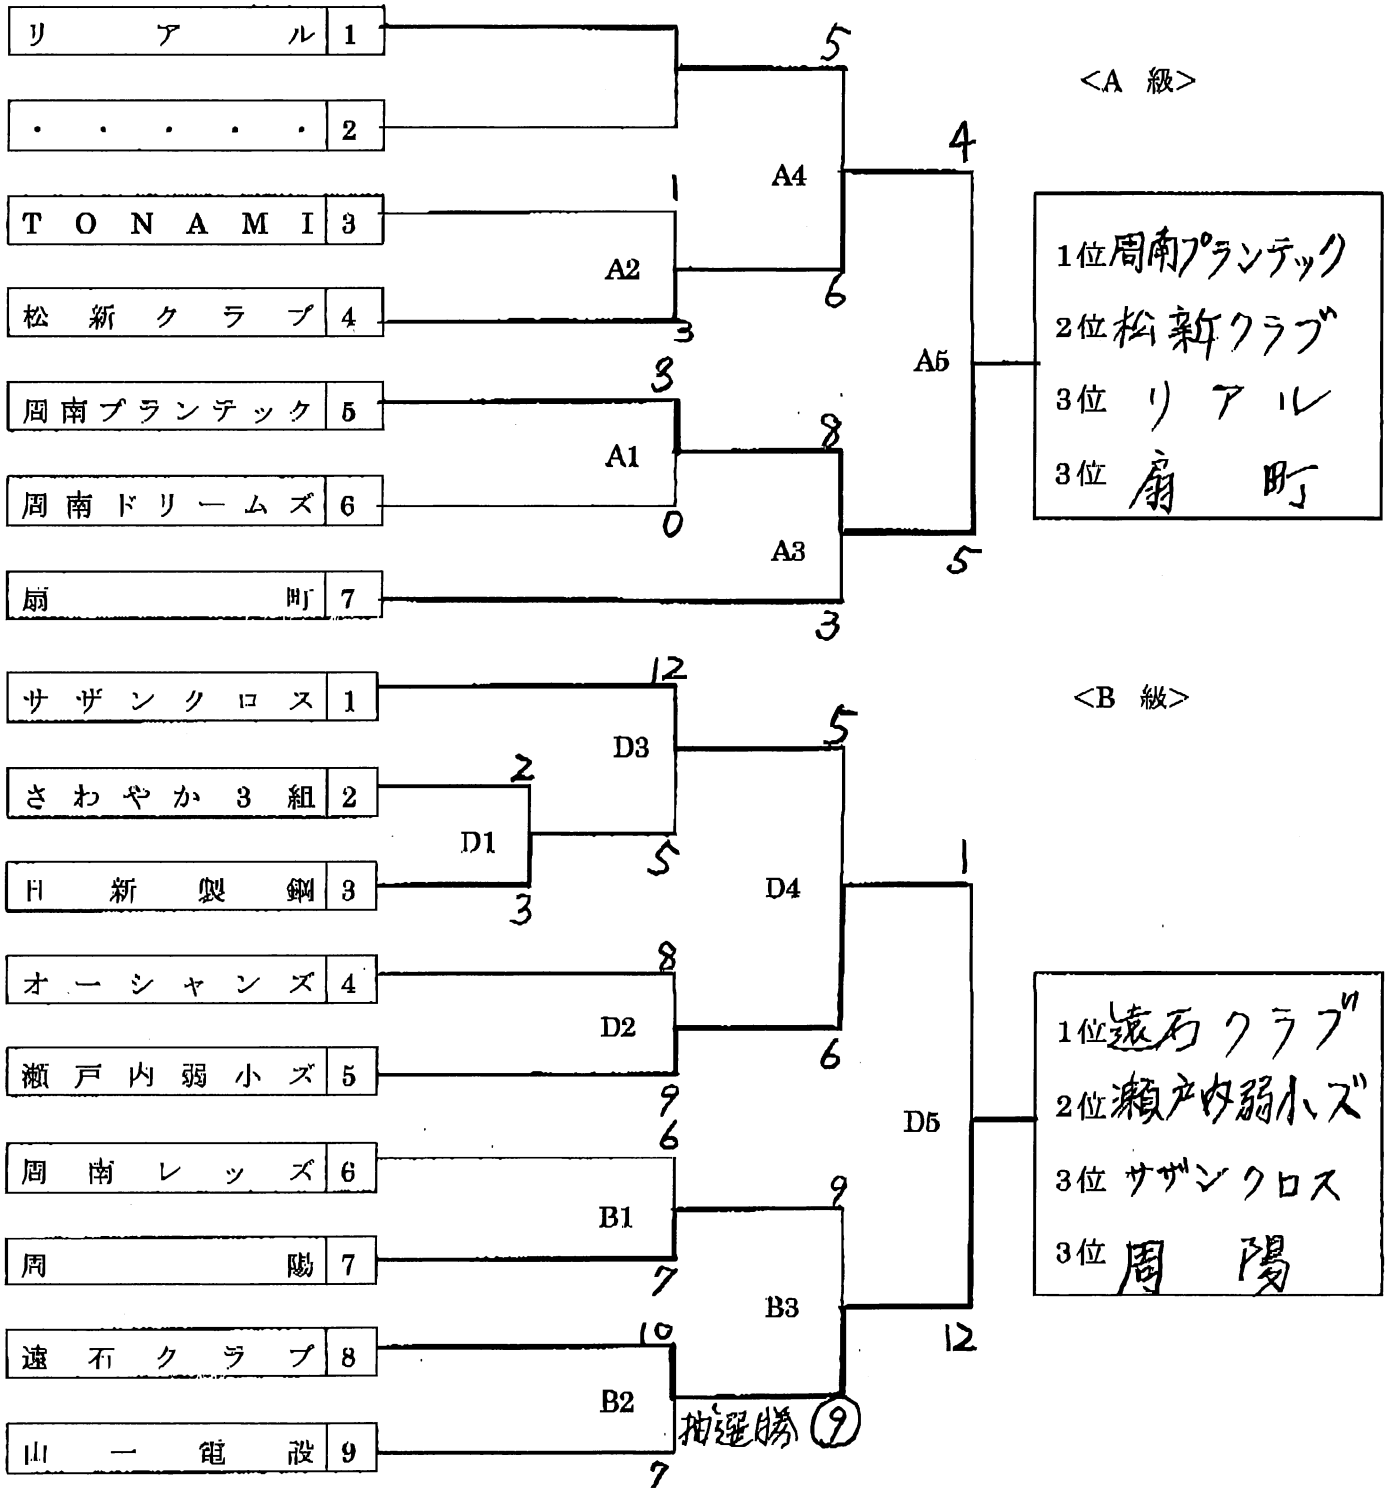 リアル 1
5
<A 級>
・・・・・ 2
4
A4
1
TONAMI 3
A2
6
1位 周南プランテック
松新クラブ 4
3
2位 松新クラブ
A5
3
周南プランテック 5
8
3位 リアル
A1
3位 扇町
周南ドリームズ 6
0
A3
5
扇町 7
3
12
サザンクロス 1
<B 級>
5
D3
2
さわやか3組 2
D1
5
1
日新製鋼 3
3
D4
8
オーシャンズ 4
D2
1位 遠石クラブ
6
瀬戸内弱小ズ 5
9
2位 瀬戸内弱小ズ
D5
6
周南レッズ 6
3位 サザンクロス
9
B1
周陽 7
7
3位 周陽
B3
10
12
遠石クラブ 8
B2
抽選勝 ⑨
山一電設 9
7